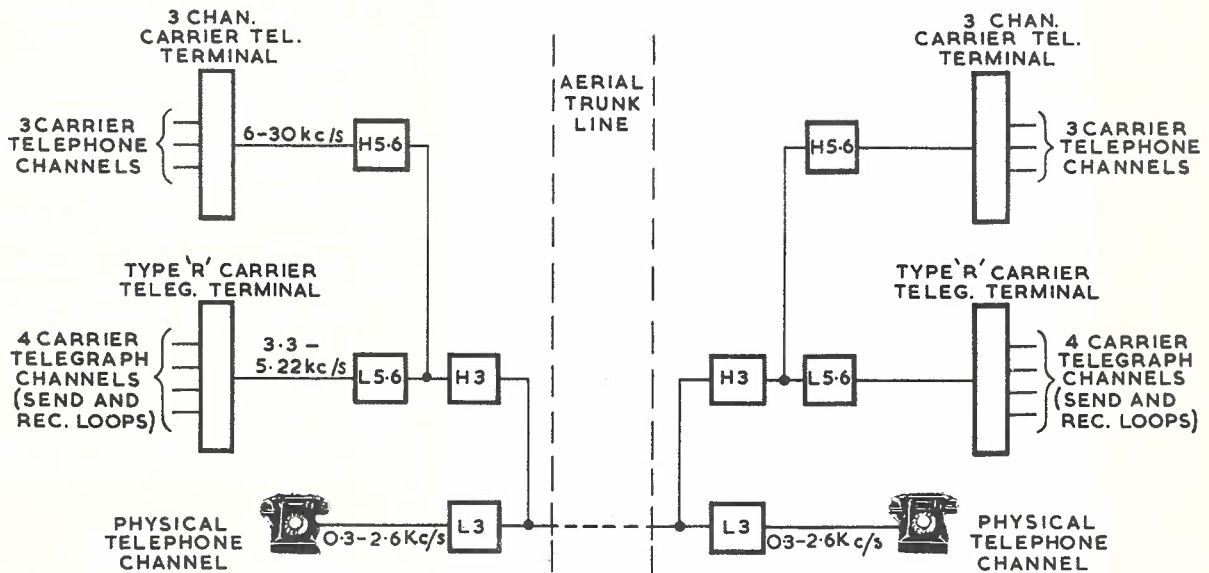 3 CHAN.
CARRIER TEL.
TERMINAL
3 CARRIER
TELEPHONE
CHANNELS
6-30 kc/s
H5·6
TYPE 'R' CARRIER
TELEG. TERMINAL
4 CARRIER
TELEGRAPH
CHANNELS
(SEND AND
REC. LOOPS)
3·3 –
5·22 kc/s
L5·6
H3
PHYSICAL
TELEPHONE
CHANNEL
0·3–2·6 Kc/s
L3
AERIAL
TRUNK
LINE
3 CHAN.
CARRIER TEL.
TERMINAL
H5·6
3 CARRIER
TELEPHONE
CHANNELS
TYPE 'R' CARRIER
TELEG. TERMINAL
H3
L5·6
4 CARRIER
TELEGRAPH
CHANNELS
(SEND AND
REC. LOOPS)
L3
03–2·6 Kc/s
PHYSICAL
TELEPHONE
CHANNEL